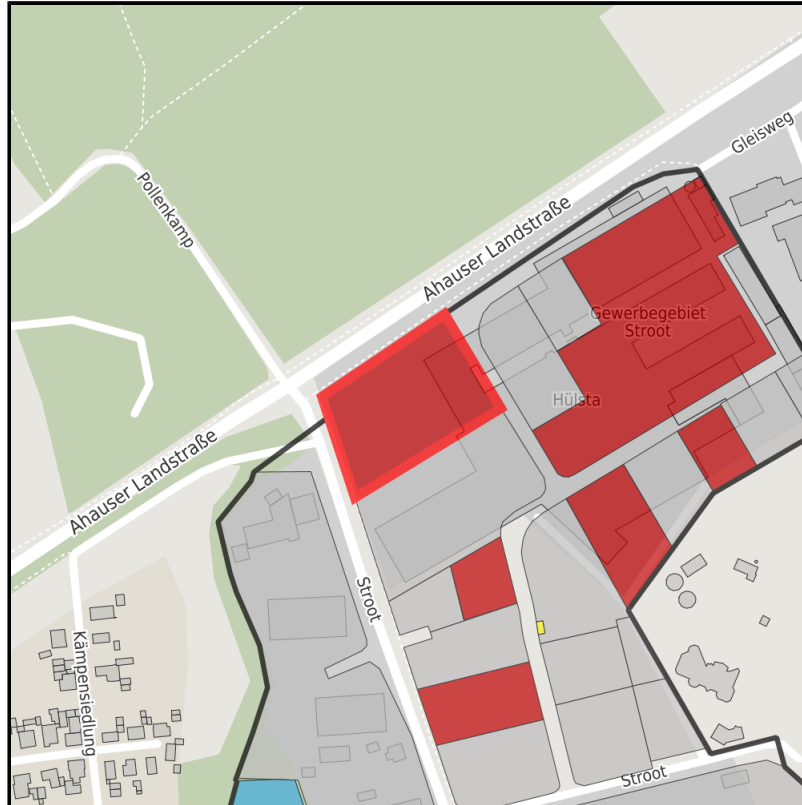 Gleisweg
Pollenkamp
Ahauser Landstraße
Gewerbegebiet
Stroot
Hülsta
Ahauser Landstraße
Stroot
Kämpensiedlung
Stroot